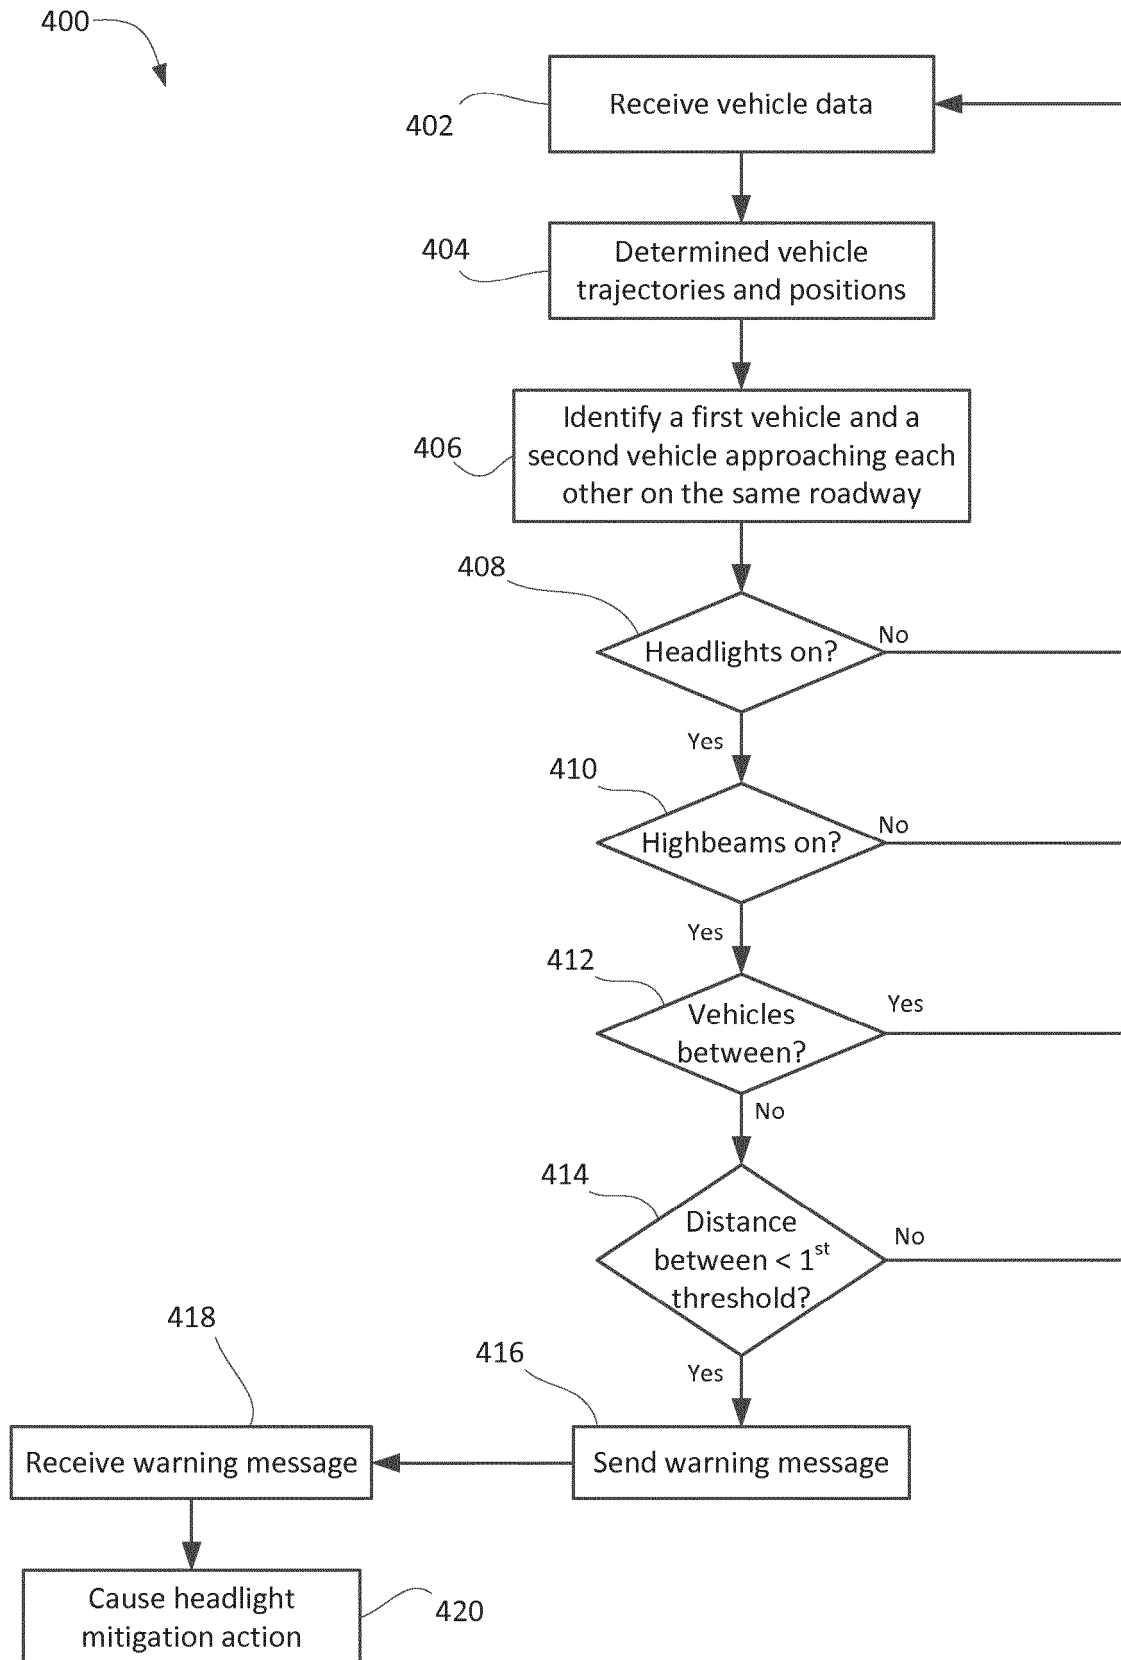 400
402
Receive vehicle data
404
Determined vehicle
trajectories and positions
406
Identify a first vehicle and a
second vehicle approaching each
other on the same roadway
408
Headlights on?
No
Yes
410
Highbeams on?
No
Yes
412
Vehicles
between?
Yes
No
414
Distance
between < 1st
threshold?
No
Yes
416
Send warning message
418
Receive warning message
Cause headlight
mitigation action
420